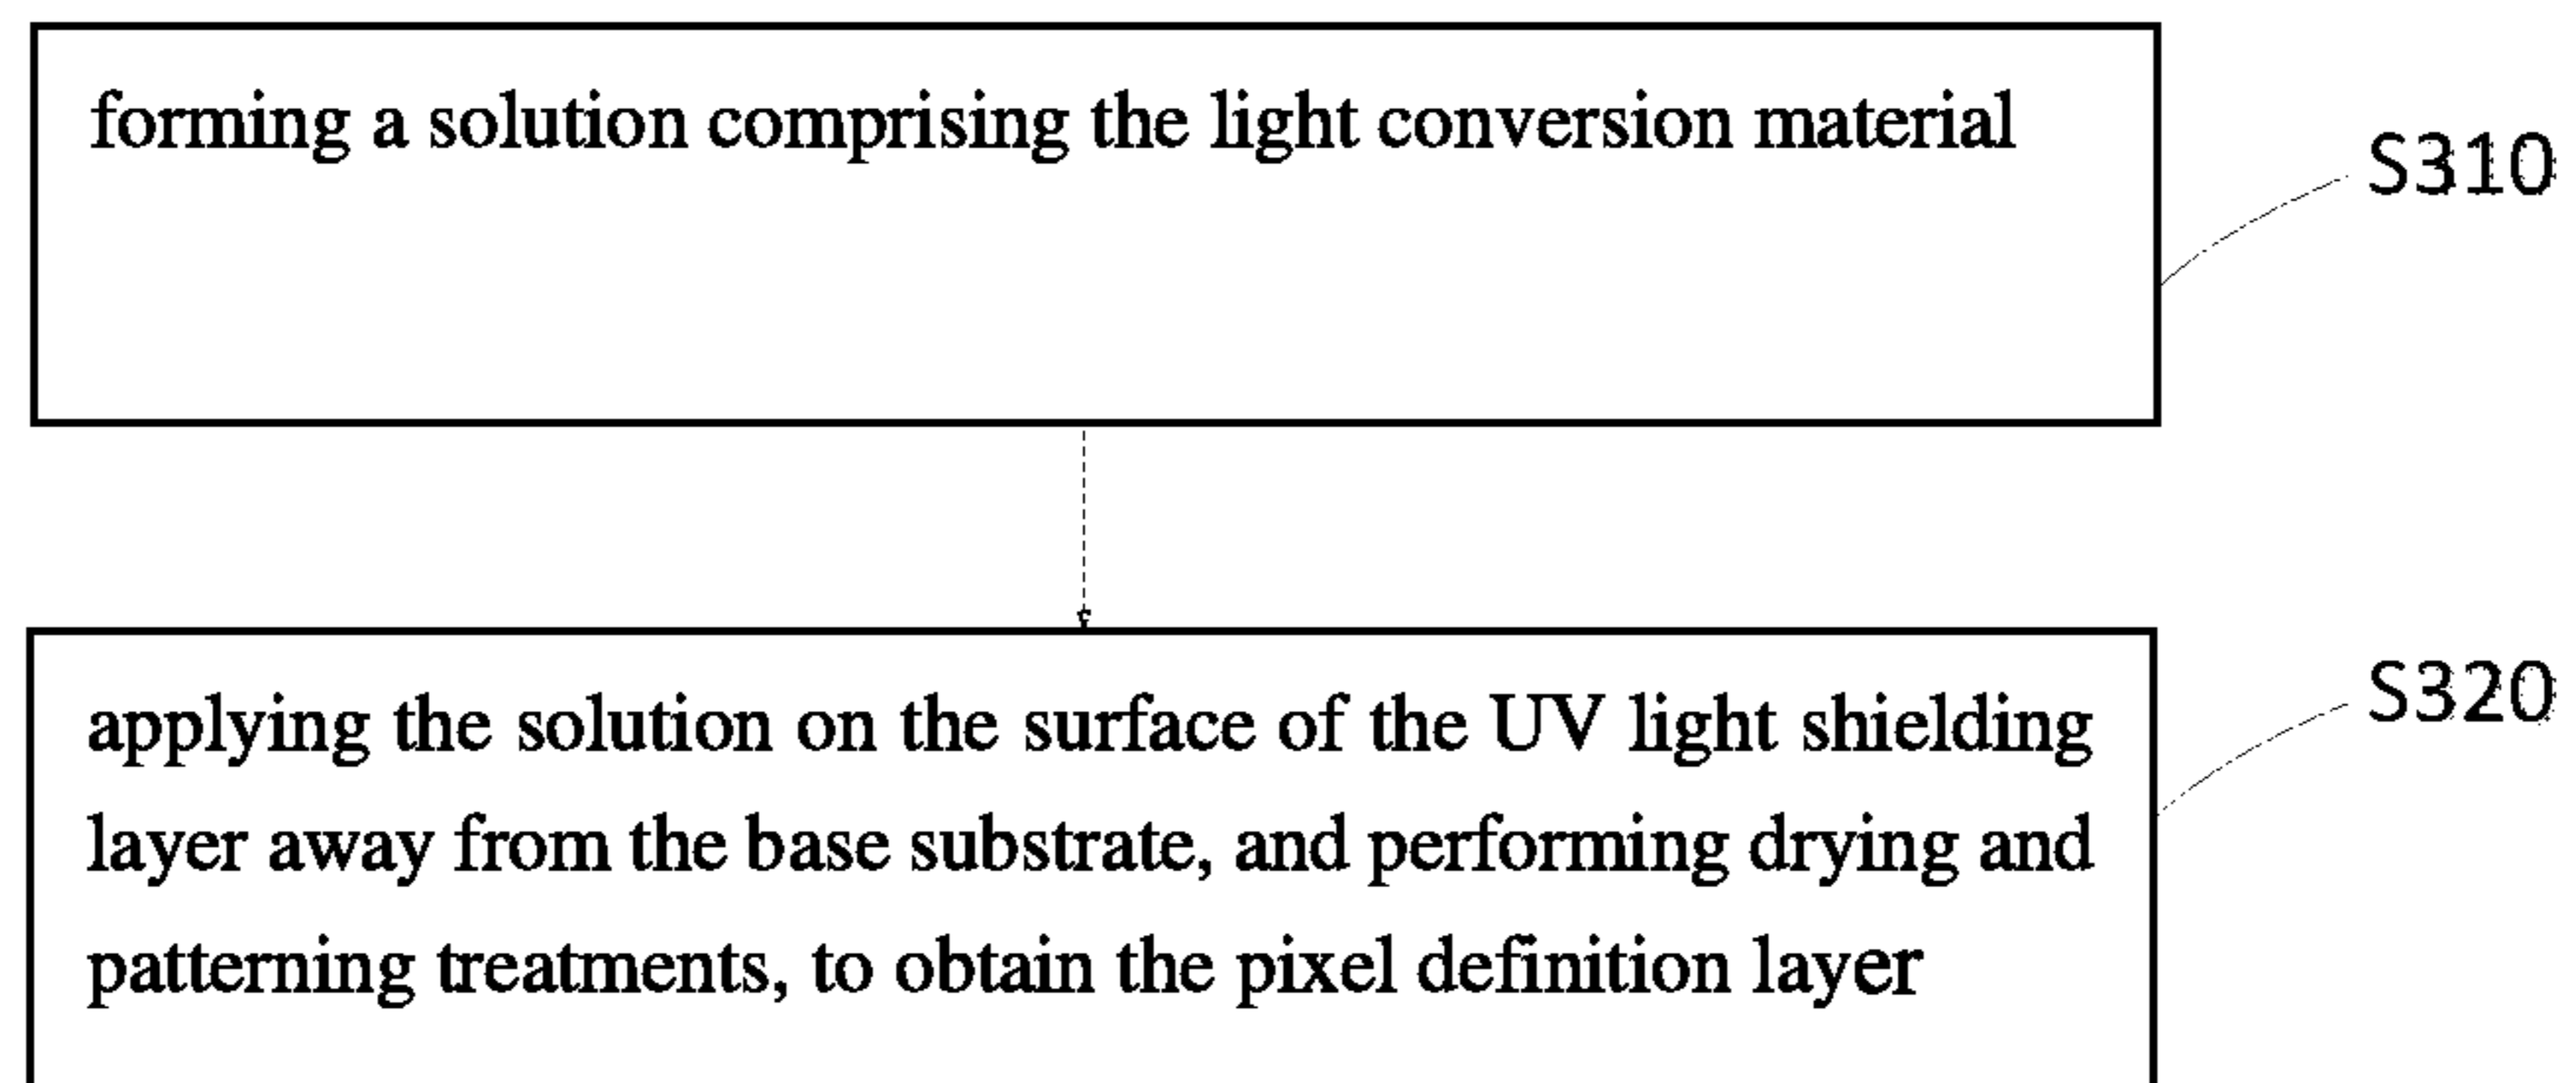 forming a solution comprising the light conversion material
S310
applying the solution on the surface of the UV light shielding
layer away from the base substrate, and performing drying and
patterning treatments, to obtain the pixel definition layer
S320